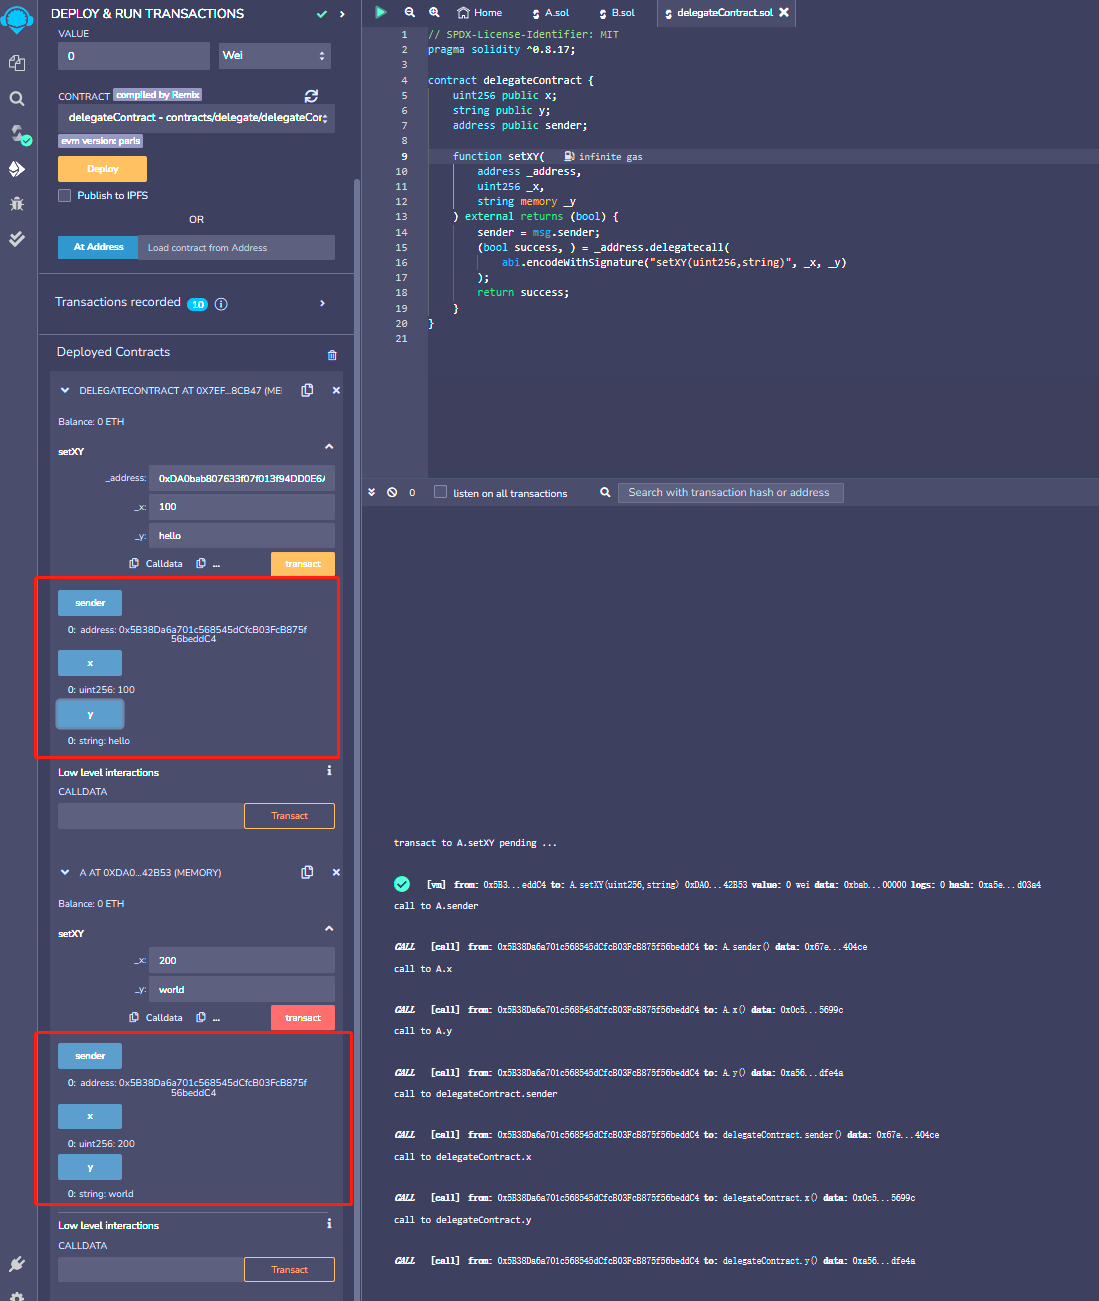 DEPLOY & RUN TRANSACTIONS
VALUE
0
Wei
CONTRACT compiled by Remix
delegateContract - contracts/delegate/delegateCor
evm version: paris
Deploy
Publish to IPFS
OR
At Address
Load contract from Address
Transactions recorded 10
Deployed Contracts
DELEGATECONTRACT AT 0X7EF...8CB47 (ME
Balance: 0 ETH
setXY
_address: 0xDA0bab807633f07f013f94DD0E6A
_x: 100
_y: hello
Calldata
...
transact
sender
0: address: 0x5B38Da6a701c568545dCfcB03FcB875f
56beddC4
x
0: uint256: 100
y
0: string: hello
Low level interactions
CALLDATA
Transact
A AT 0XDA0...42B53 (MEMORY)
Balance: 0 ETH
setXY
_x: 200
_y: world
Calldata
...
transact
sender
0: address: 0x5B38Da6a701c568545dCfcB03FcB875f
56beddC4
x
0: uint256: 200
y
0: string: world
Low level interactions
CALLDATA
Transact
Home
A.sol
B.sol
delegateContract.sol
1 // SPDX-License-Identifier: MIT
2 pragma solidity ^0.8.17;
3
4 contract delegateContract {
5 uint256 public x;
6 string public y;
7 address public sender;
8
9 function setXY( infinite gas
10 address _address,
11 uint256 _x,
12 string memory _y
13 ) external returns (bool) {
14 sender = msg.sender;
15 (bool success, ) = _address.delegatecall(
16 abi.encodeWithSignature("setXY(uint256,string)", _x, _y)
17 );
18 return success;
19 }
20 }
21
0
listen on all transactions
Search with transaction hash or address
transact to A.setXY pending ...
[vm] from: 0x5B3...eddC4 to: A.setXY(uint256,string) 0xDA0...42B53 value: 0 wei data: 0xbab...00000 logs: 0 hash: 0xa5e...d03a4
call to A.sender
CALL [call] from: 0x5B38Da6a701c568545dCfcB03FcB875f56beddC4 to: A.sender() data: 0x67e...404ce
call to A.x
CALL [call] from: 0x5B38Da6a701c568545dCfcB03FcB875f56beddC4 to: A.x() data: 0x0c5...5699c
call to A.y
CALL [call] from: 0x5B38Da6a701c568545dCfcB03FcB875f56beddC4 to: A.y() data: 0xa56...dfe4a
call to delegateContract.sender
CALL [call] from: 0x5B38Da6a701c568545dCfcB03FcB875f56beddC4 to: delegateContract.sender() data: 0x67e...404ce
call to delegateContract.x
CALL [call] from: 0x5B38Da6a701c568545dCfcB03FcB875f56beddC4 to: delegateContract.x() data: 0x0c5...5699c
call to delegateContract.y
CALL [call] from: 0x5B38Da6a701c568545dCfcB03FcB875f56beddC4 to: delegateContract.y() data: 0xa56...dfe4a